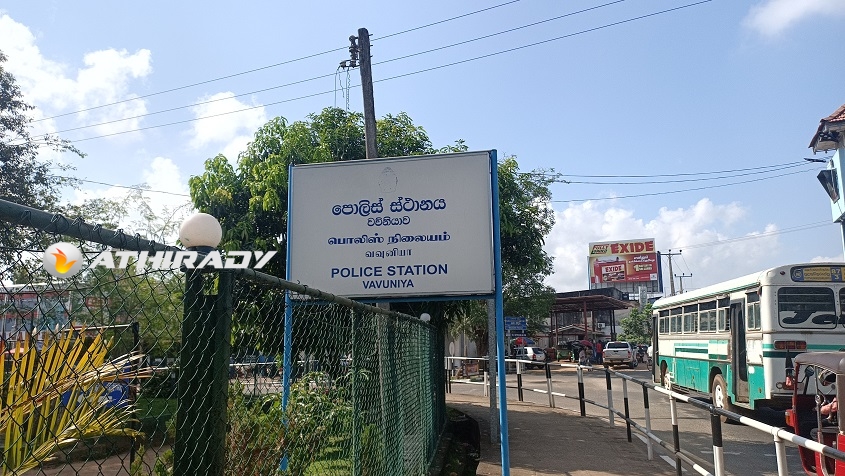 පොලිස් ස්ථානය
වව්නියාව
பொலிஸ் நிலையம்
வவுனியா
POLICE STATION
VAVUNIYA
ATHIRADY
EXIDE
EXIDE